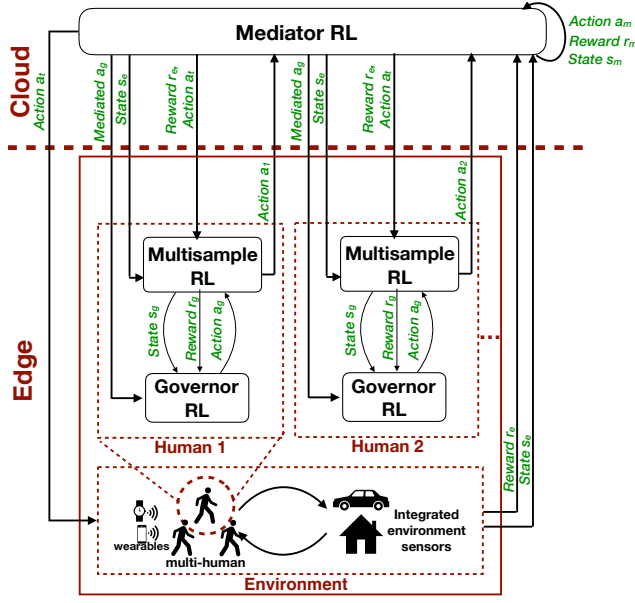 Mediator RL
Action a_m
Reward r_m
State s_m
Cloud
Action a_t
Mediated a_g
State s_e
Reward r_e,
Action a_t
Action a_1
Mediated a_g
State s_e
Reward r_e,
Action a_t
Action a_2
Edge
Multisample
RL
State s_g
Reward r_g
Action a_g
Governor
RL
Human 1
Multisample
RL
State s_g
Reward r_g
Action a_g
Governor
RL
Human 2
Reward r_e
State s_e
wearables
multi-human
Integrated
environment
sensors
Environment